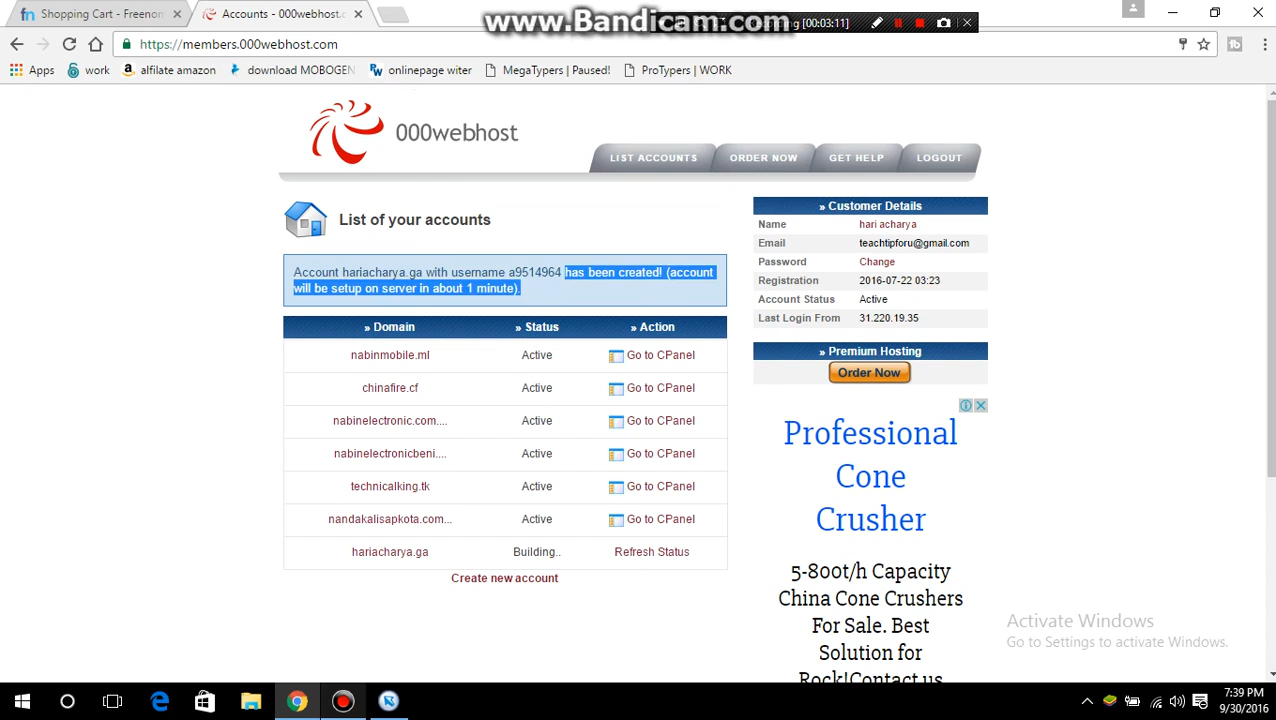 Shopping Cart - Freenom
Accounts - 000webhost.c
www.Bandicam.com
[00:03:11]
https://members.000webhost.com
Apps
work
alfilate amazon
download MOBOGEN
onlinepage witer
MegaTypers | Paused!
ProTypers | WORK
000webhost
LIST ACCOUNTS
ORDER NOW
GET HELP
LOGOUT
List of your accounts
Account hariacharya.ga with username a9514964 has been created! (account
will be setup on server in about 1 minute).
» Domain » Status » Action
nabinmobile.ml Active Go to CPanel
chinafire.cf Active Go to CPanel
nabinelectronic.com.... Active Go to CPanel
nabinelectronicbeni.... Active Go to CPanel
technicalking.tk Active Go to CPanel
nandakalisapkota.com... Active Go to CPanel
hariacharya.ga Building.. Refresh Status
Create new account
» Customer Details
Name hari acharya
Email teachtipforu@gmail.com
Password Change
Registration 2016-07-22 03:23
Account Status Active
Last Login From 31.220.19.35
» Premium Hosting
Order Now
Professional
Cone
Crusher
5-800t/h Capacity
China Cone Crushers
For Sale. Best
Solution for
Rock!Contact us
Activate Windows
Go to Settings to activate Windows.
7:39 PM
9/30/2016